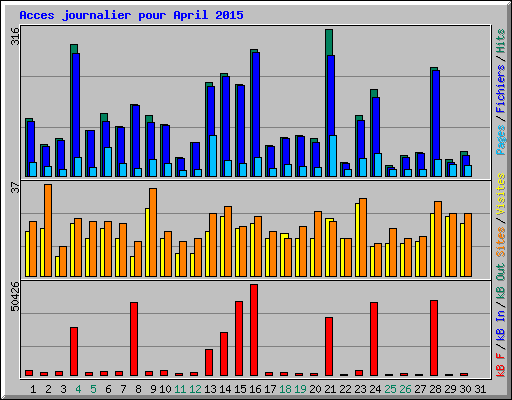 Acces journalier pour April 2015
316
Pages / Fichiers / Hits
37
Sites / Visites
50426
kB F / kB In / kB Out
1 2 3 4 5 6 7 8 9 10 11 12 13 14 15 16 17 18 19 20 21 22 23 24 25 26 27 28 29 30 31